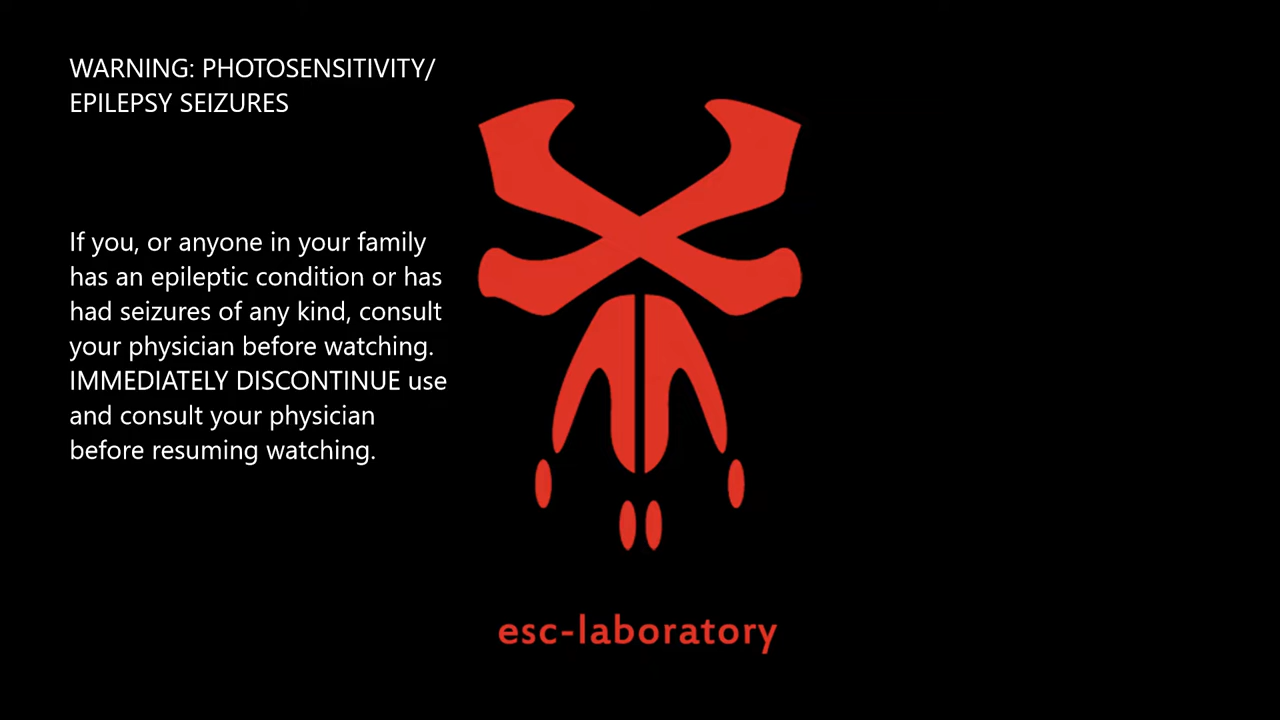 WARNING: PHOTOSENSITIVITY/
EPILEPSY SEIZURES
If you, or anyone in your family
has an epileptic condition or has
had seizures of any kind, consult
your physician before watching.
IMMEDIATELY DISCONTINUE use
and consult your physician
before resuming watching.
esc-laboratory